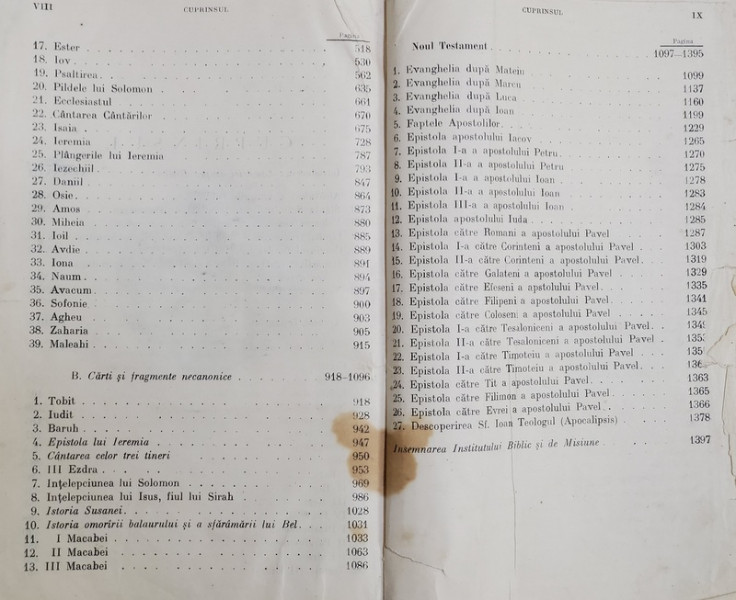 VIII
CUPRINSUL
Pagina
17. Ester 518
18. Iov 530
19. Psaltirea 562
20. Pildele lui Solomon 635
21. Ecclesiastul 661
22. Cântarea Cântărilor 670
23. Isaia 675
24. Ieremia 728
25. Plângerile lui Ieremia 787
26. Iezechiil 793
27. Daniil 847
28. Osie 864
29. Amos 873
30. Miheia 880
31. Ioil 885
32. Avdie 889
33. Iona 891
34. Naum 894
35. Avacum 897
36. Sofonie 900
37. Agheu 903
38. Zaharia 905
39. Maleahi 915
B. Cărti și fragmente necanonice 918-1096
1. Tobit 918
2. Iudit 928
3. Baruh 942
4. Epistola lui Ieremia 947
5. Cântarea celor trei tineri 950
6. III Ezdra 953
7. Ințelepciunea lui Solomon 969
8. Ințelepciunea lui Isus, fiul lui Sirah 986
9. Istoria Susanei 1028
10. Istoria omorîrii balaurului și a sfărâmării lui Bel 1031
11. I Macabei 1033
12. II Macabei 1063
13. III Macabei 1086
CUPRINSUL
IX
Pagina
Noul Testament 1097-1395
1. Evanghelia după Mateiu 1099
2. Evanghelia după Marcu 1137
3. Evanghelia după Luca 1160
4. Evanghelia după Ioan 1199
5. Faptele Apostolilor 1229
6. Epistola apostolului Iacov 1265
7. Epistola I-a a apostolului Petru 1270
8. Epistola II-a a apostolului Petru 1275
9. Epistola I-a a apostolului Ioan 1278
10. Epistola II-a a apostolului Ioan 1283
11. Epistola III-a a apostolului Ioan 1284
12. Epistola apostolului Iuda 1285
13. Epistola către Romani a apostolului Pavel 1287
14. Epistola I-a către Corinteni a apostolului Pavel 1303
15. Epistola II-a către Corinteni a apostolului Pavel 1319
16. Epistola către Galateni a apostolului Pavel 1329
17. Epistola către Efeseni a apostolului Pavel 1335
18. Epistola către Filipeni a apostolului Pavel 1341
19. Epistola către Coloseni a apostolului Pavel 1345
20. Epistola I-a către Tesaloniceni a apostolului Pavel
21. Epistola II-a către Tesaloniceni a apostolului Pavel
22. Epistola I-a către Timoteiu a apostolului Pavel
23. Epistola II-a către Timoteiu a apostolului Pavel
24. Epistola către Tit a apostolului Pavel 1363
25. Epistola către Filimon a apostolului Pavel 1365
26. Epistola către Evrei a apostolului Pavel 1366
27. Descoperirea Sf. Ioan Teologul (Apocalipsis) 1378
Insemnarea Institutului Biblic și de Misiune 1397